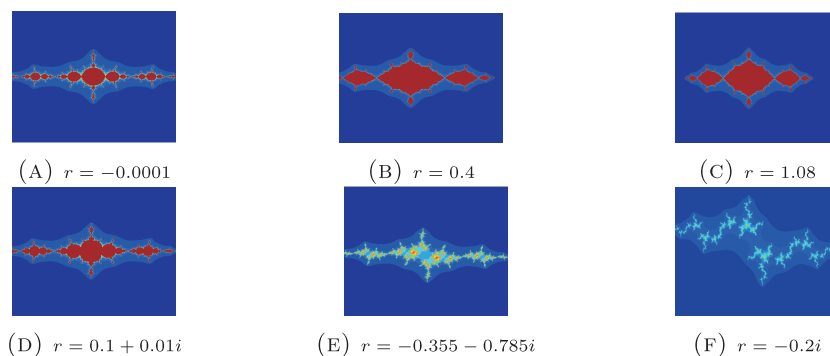 (A) r = −0.0001
(B) r = 0.4
(C) r = 1.08
(D) r = 0.1 + 0.01i
(E) r = −0.355 − 0.785i
(F) r = −0.2i